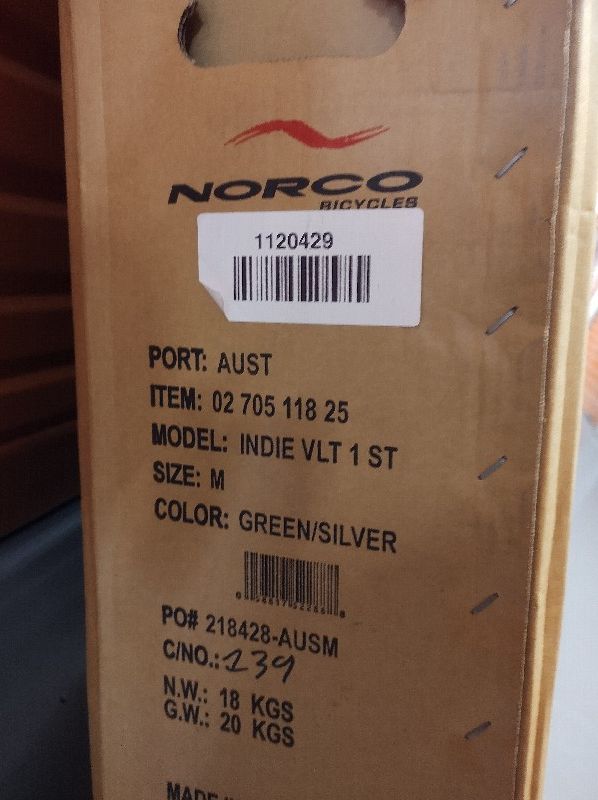 NORCO
BICYCLES
1120429
PORT: AUST
ITEM: 02 705 118 25
MODEL: INDIE VLT 1 ST
SIZE: M
COLOR: GREEN/SILVER
PO# 218428-AUSM
C/NO.: 139
N.W.: 18 KGS
G.W.: 20 KGS
MADE